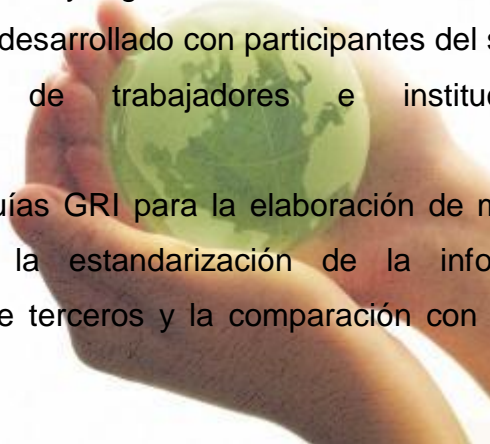 desarrollado con participantes del s
de trabajadores e institu
uías GRI para la elaboración de m
la estandarización de la info
e terceros y la comparación con